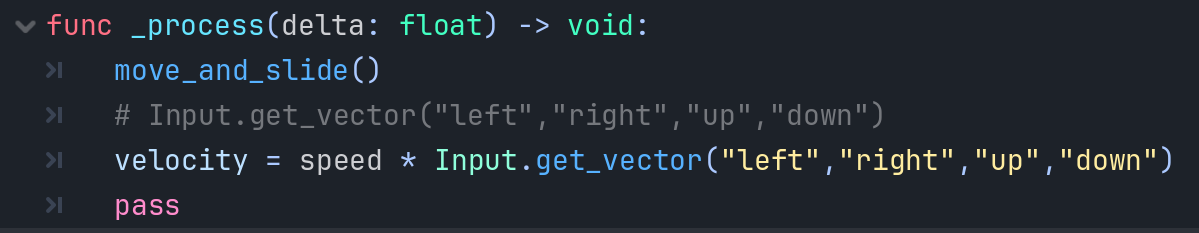 func _process(delta: float) -> void:
move_and_slide()
# Input.get_vector("left","right","up","down")
velocity = speed * Input.get_vector("left","right","up","down")
pass